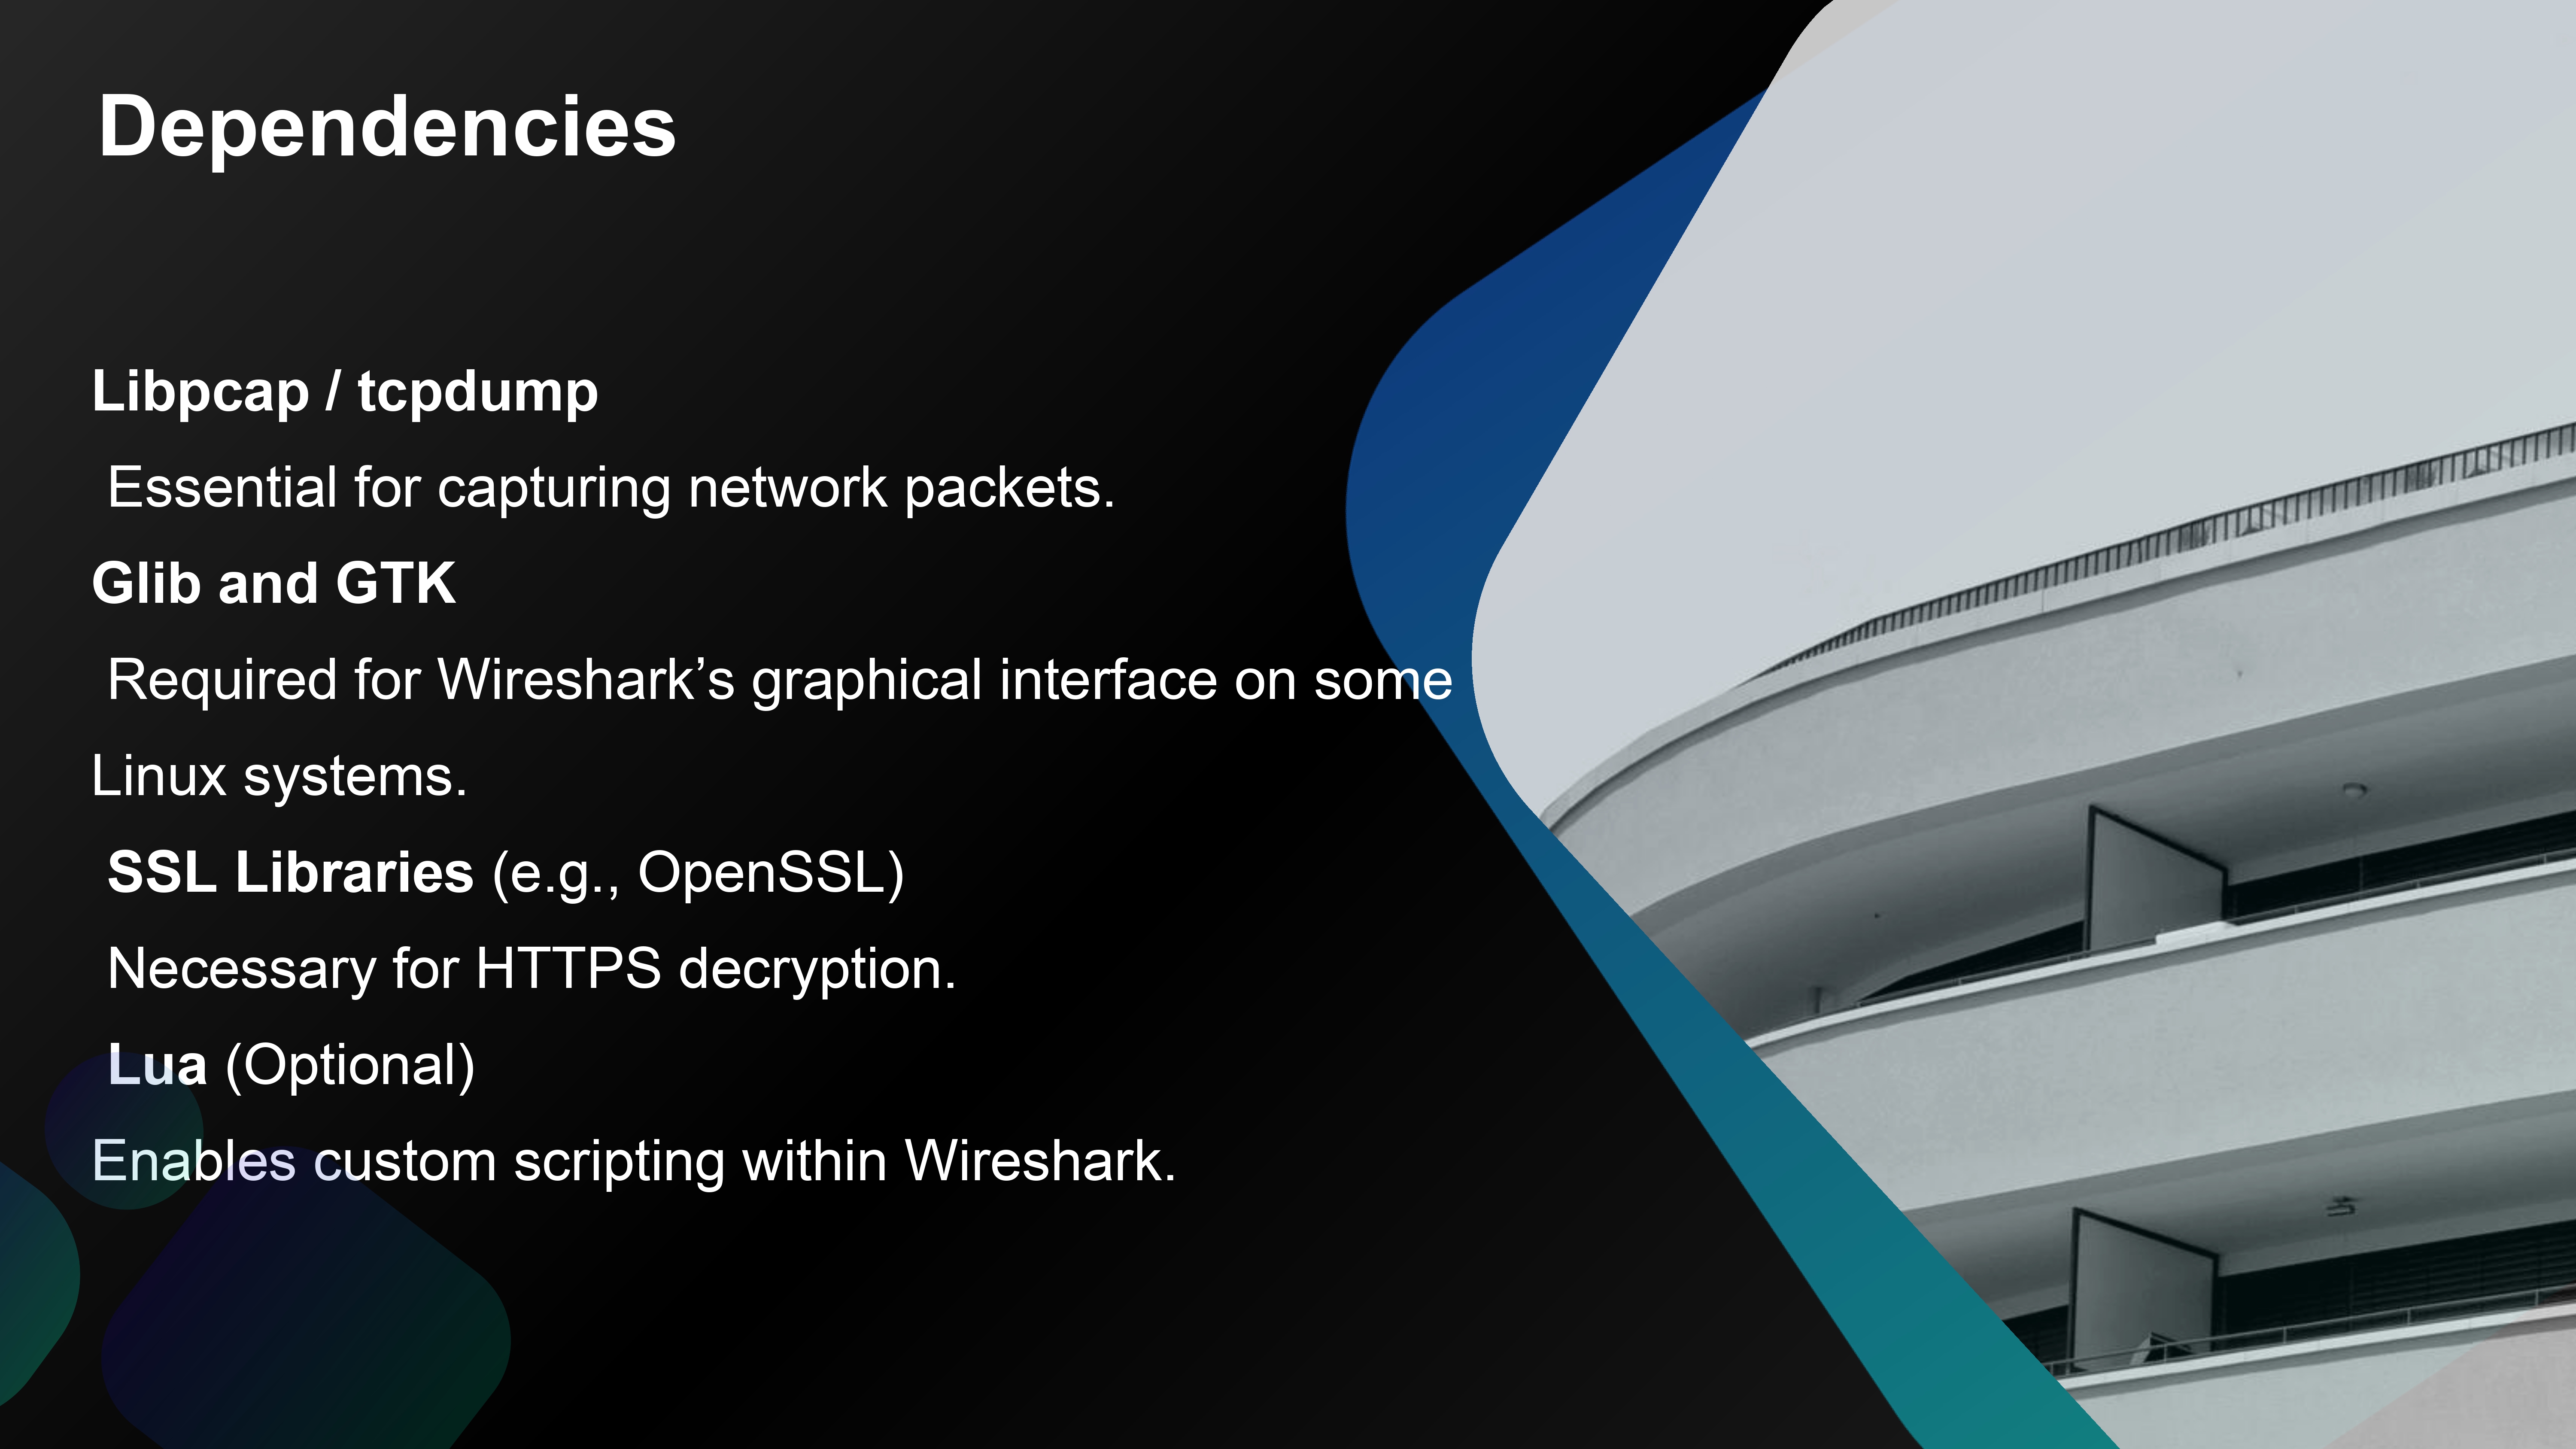 Dependencies
Libpcap / tcpdump
Essential for capturing network packets.
Glib and GTK
Required for Wireshark’s graphical interface on some
Linux systems.
SSL Libraries (e.g., OpenSSL)
Necessary for HTTPS decryption.
Lua (Optional)
Enables custom scripting within Wireshark.